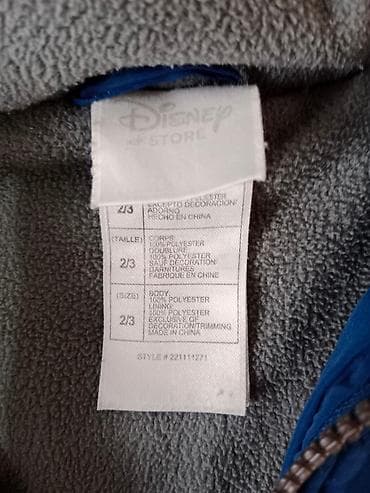 Disney
STORE
2/3
EXCEPTO DECORACION/
ADORNO
HECHO EN CHINA
(TAILLE)
2/3
CORPS:
100% POLYESTER
DOUBLURE:
100% POLYESTER
SAUF DÉCORATION/
GARNITURES
FABRIQUÉ EN CHINE
(SIZE)
2/3
BODY:
100% POLYESTER
LINING:
100% POLYESTER
EXCLUSIVE OF
DECORATION/TRIMMING
MADE IN CHINA
STYLE # 221111271